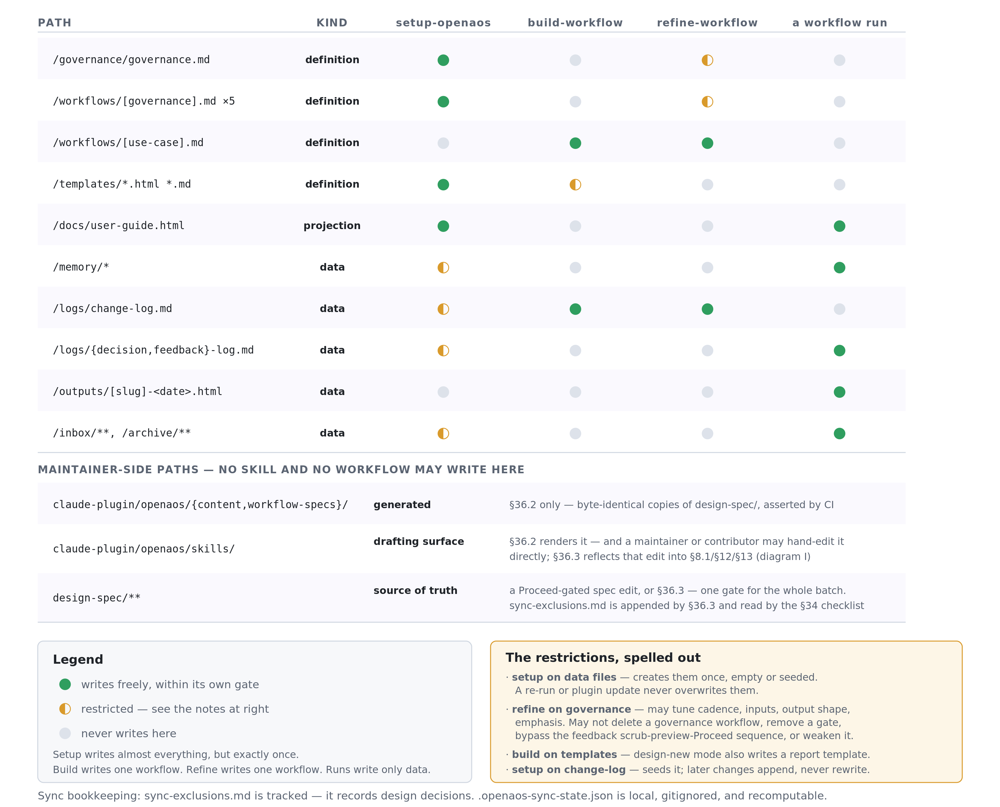 PATH KIND setup-openaos build-workflow refine-workflow a workflow run
/governance/governance.md definition
/workflows/[governance].md ×5 definition
/workflows/[use-case].md definition
/templates/*.html *.md definition
/docs/user-guide.html projection
/memory/* data
/logs/change-log.md data
/logs/{decision,feedback}-log.md data
/outputs/[slug]-<date>.html data
/inbox/**, /archive/** data
MAINTAINER-SIDE PATHS — NO SKILL AND NO WORKFLOW MAY WRITE HERE
claude-plugin/openaos/{content,workflow-specs}/ generated §36.2 only — byte-identical copies of design-spec/, asserted by CI
claude-plugin/openaos/skills/ drafting surface §36.2 renders it — and a maintainer or contributor may hand-edit it
directly; §36.3 reflects that edit into §8.1/§12/§13 (diagram I)
design-spec/** source of truth a Proceed-gated spec edit, or §36.3 — one gate for the whole batch.
sync-exclusions.md is appended by §36.3 and read by the §34 checklist
Legend
writes freely, within its own gate
restricted — see the notes at right
never writes here
Setup writes almost everything, but exactly once.
Build writes one workflow. Refine writes one workflow. Runs write only data.
The restrictions, spelled out
· setup on data files — creates them once, empty or seeded.
A re-run or plugin update never overwrites them.
· refine on governance — may tune cadence, inputs, output shape,
emphasis. May not delete a governance workflow, remove a gate,
bypass the feedback scrub-preview-Proceed sequence, or weaken it.
· build on templates — design-new mode also writes a report template.
· setup on change-log — seeds it; later changes append, never rewrite.
Sync bookkeeping: sync-exclusions.md is tracked — it records design decisions. .openaos-sync-state.json is local, gitignored, and recomputable.